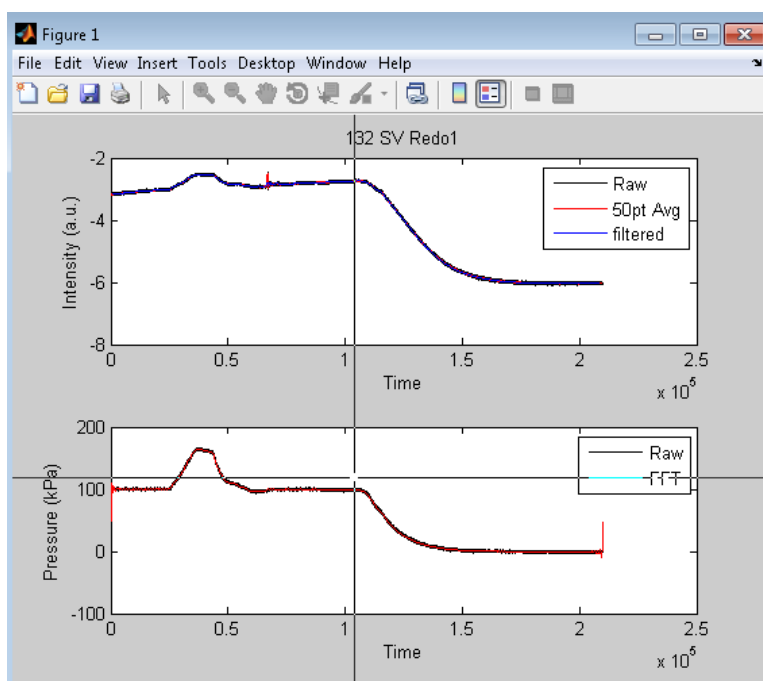 Figure 1
File Edit View Insert Tools Desktop Window Help
132 SV Redo1
-2
-4
-6
-8
Intensity (a.u.)
Raw
50pt Avg
filtered
0 0.5 1 1.5 2 2.5
Time
x 10^5
200
100
0
-100
Pressure (kPa)
Raw
FFT
0 0.5 1 1.5 2 2.5
Time
x 10^5